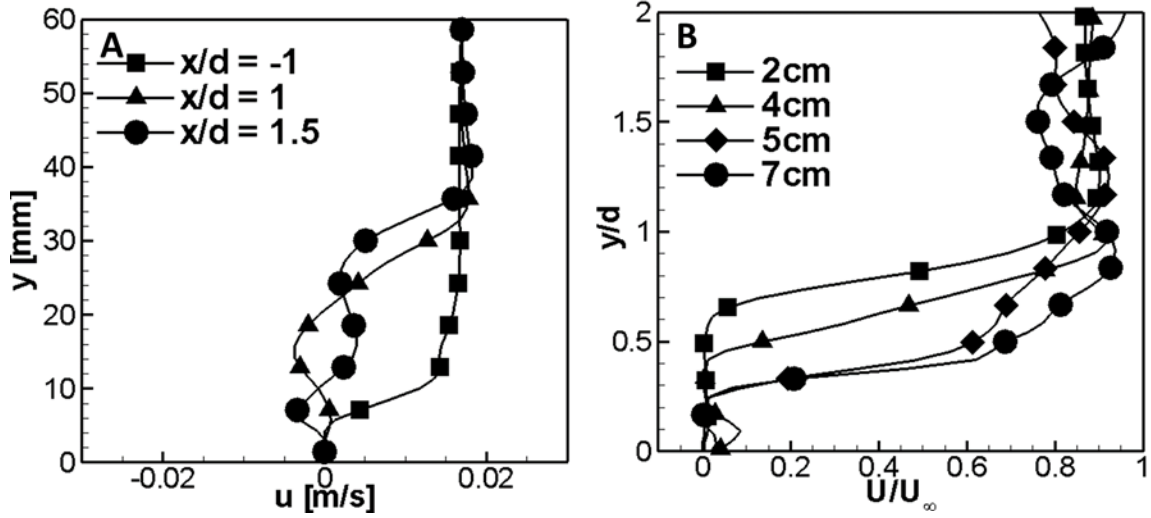 A
x/d = -1
x/d = 1
x/d = 1.5
60
50
40
30
20
10
0
y [mm]
-0.02
0
0.02
u [m/s]
B
2cm
4cm
5cm
7cm
2
1.5
1
0.5
0
y/d
0
0.2
0.4
0.6
0.8
1
U/U∞